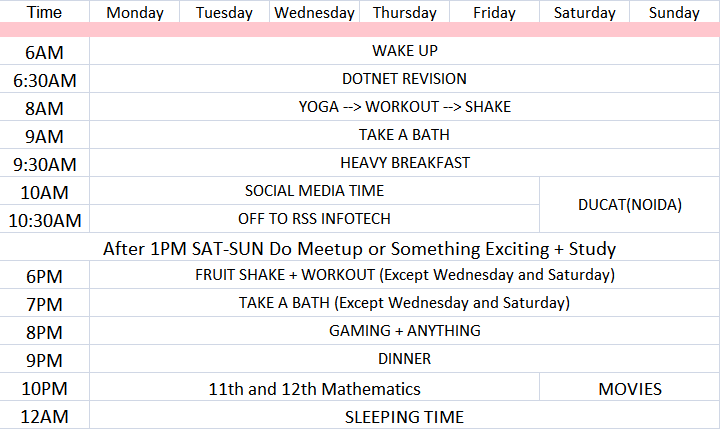 Time Monday Tuesday Wednesday Thursday Friday Saturday Sunday
6AM WAKE UP
6:30AM DOTNET REVISION
8AM YOGA --> WORKOUT --> SHAKE
9AM TAKE A BATH
9:30AM HEAVY BREAKFAST
10AM SOCIAL MEDIA TIME
DUCAT(NOIDA)
10:30AM OFF TO RSS INFOTECH
After 1PM SAT-SUN Do Meetup or Something Exciting + Study
6PM FRUIT SHAKE + WORKOUT (Except Wednesday and Saturday)
7PM TAKE A BATH (Except Wednesday and Saturday)
8PM GAMING + ANYTHING
9PM DINNER
10PM 11th and 12th Mathematics MOVIES
12AM SLEEPING TIME